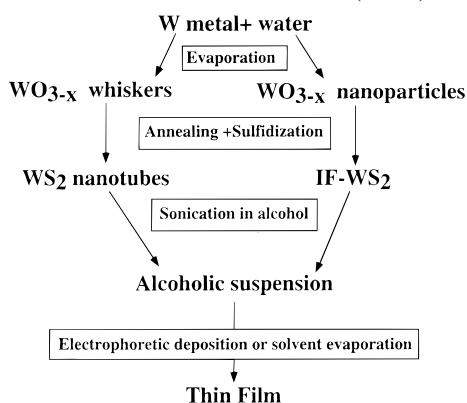 W metal+ water
Evaporation
WO3-x whiskers
WO3-x nanoparticles
Annealing +Sulfidization
WS2 nanotubes
IF-WS2
Sonication in alcohol
Alcoholic suspension
Electrophoretic deposition or solvent evaporation
Thin Film